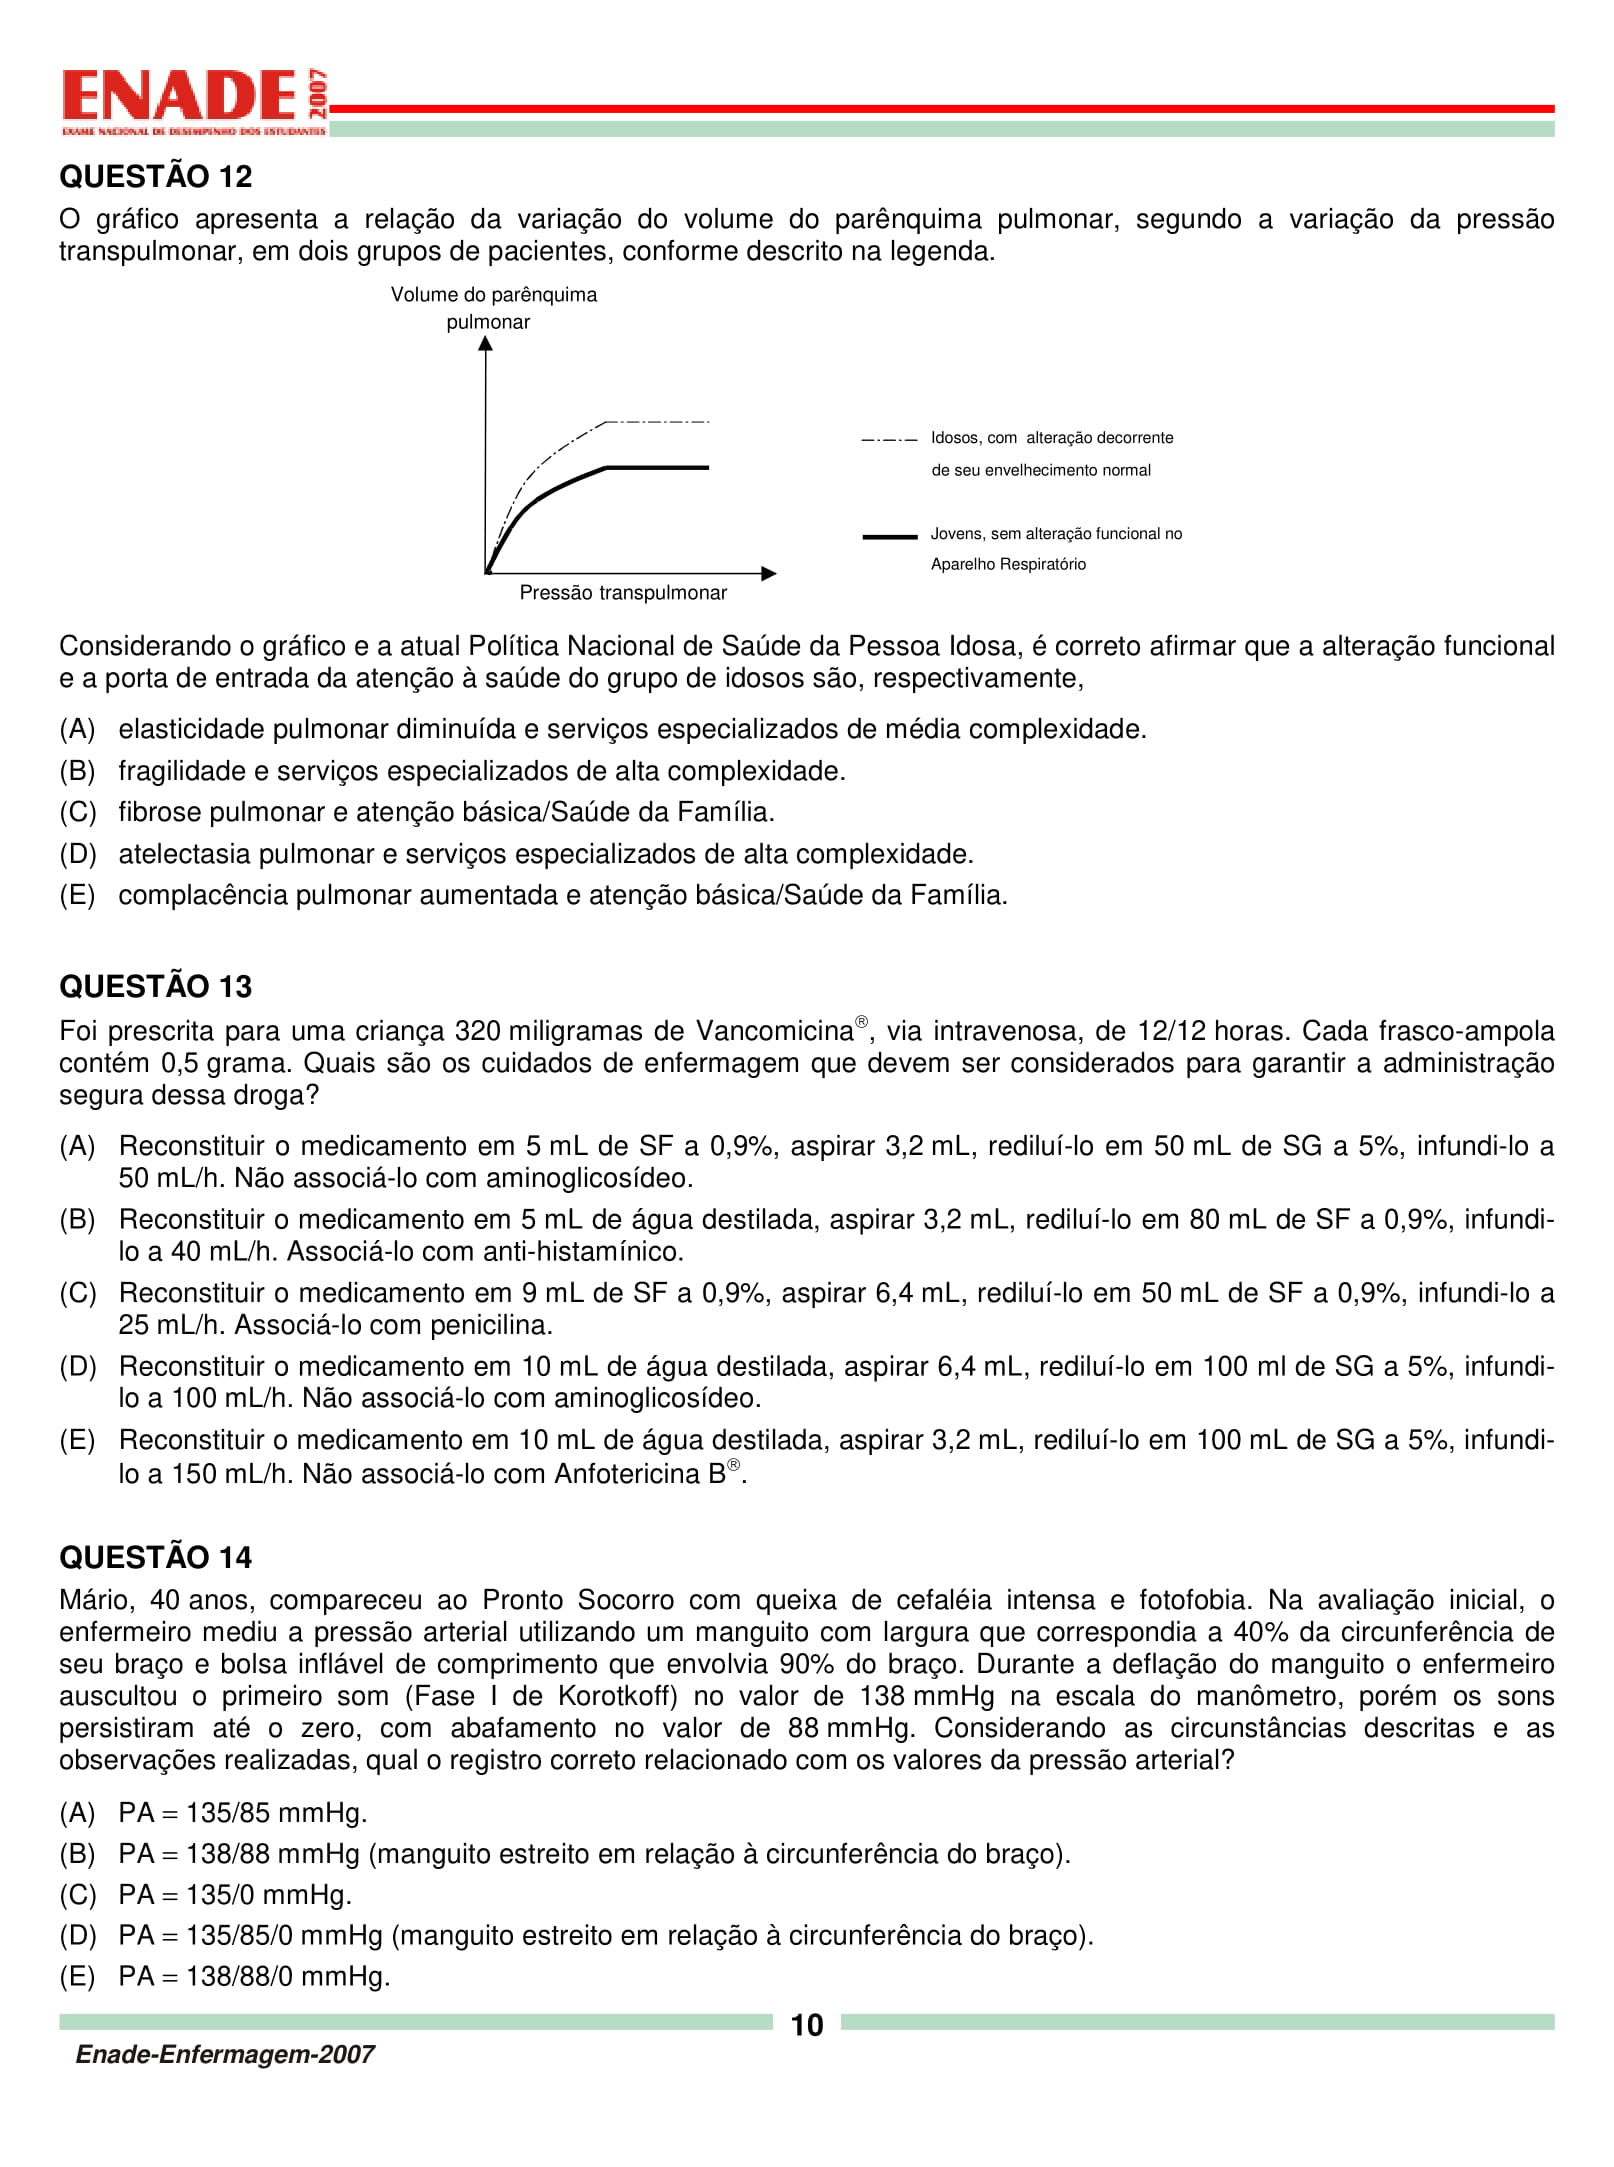 ENADE 2007
EXAME NACIONAL DE DESEMPENHO DOS ESTUDANTES
QUESTÃO 12
O gráfico apresenta a relação da variação do volume do parênquima pulmonar, segundo a variação da pressão
transpulmonar, em dois grupos de pacientes, conforme descrito na legenda.
Volume do parênquima
pulmonar
Idosos, com alteração decorrente
de seu envelhecimento normal
Jovens, sem alteração funcional no
Aparelho Respiratório
Pressão transpulmonar
Considerando o gráfico e a atual Política Nacional de Saúde da Pessoa Idosa, é correto afirmar que a alteração funcional
e a porta de entrada da atenção à saúde do grupo de idosos são, respectivamente,
(A) elasticidade pulmonar diminuída e serviços especializados de média complexidade.
(B) fragilidade e serviços especializados de alta complexidade.
(C) fibrose pulmonar e atenção básica/Saúde da Família.
(D) atelectasia pulmonar e serviços especializados de alta complexidade.
(E) complacência pulmonar aumentada e atenção básica/Saúde da Família.
QUESTÃO 13
Foi prescrita para uma criança 320 miligramas de Vancomicina®, via intravenosa, de 12/12 horas. Cada frasco-ampola
contém 0,5 grama. Quais são os cuidados de enfermagem que devem ser considerados para garantir a administração
segura dessa droga?
(A) Reconstituir o medicamento em 5 mL de SF a 0,9%, aspirar 3,2 mL, rediluí-lo em 50 mL de SG a 5%, infundi-lo a
50 mL/h. Não associá-lo com aminoglicosídeo.
(B) Reconstituir o medicamento em 5 mL de água destilada, aspirar 3,2 mL, rediluí-lo em 80 mL de SF a 0,9%, infundi-
lo a 40 mL/h. Associá-lo com anti-histamínico.
(C) Reconstituir o medicamento em 9 mL de SF a 0,9%, aspirar 6,4 mL, rediluí-lo em 50 mL de SF a 0,9%, infundi-lo a
25 mL/h. Associá-lo com penicilina.
(D) Reconstituir o medicamento em 10 mL de água destilada, aspirar 6,4 mL, rediluí-lo em 100 ml de SG a 5%, infundi-
lo a 100 mL/h. Não associá-lo com aminoglicosídeo.
(E) Reconstituir o medicamento em 10 mL de água destilada, aspirar 3,2 mL, rediluí-lo em 100 mL de SG a 5%, infundi-
lo a 150 mL/h. Não associá-lo com Anfotericina B®.
QUESTÃO 14
Mário, 40 anos, compareceu ao Pronto Socorro com queixa de cefaléia intensa e fotofobia. Na avaliação inicial, o
enfermeiro mediu a pressão arterial utilizando um manguito com largura que correspondia a 40% da circunferência de
seu braço e bolsa inflável de comprimento que envolvia 90% do braço. Durante a deflação do manguito o enfermeiro
auscultou o primeiro som (Fase I de Korotkoff) no valor de 138 mmHg na escala do manômetro, porém os sons
persistiram até o zero, com abafamento no valor de 88 mmHg. Considerando as circunstâncias descritas e as
observações realizadas, qual o registro correto relacionado com os valores da pressão arterial?
(A) PA = 135/85 mmHg.
(B) PA = 138/88 mmHg (manguito estreito em relação à circunferência do braço).
(C) PA = 135/0 mmHg.
(D) PA = 135/85/0 mmHg (manguito estreito em relação à circunferência do braço).
(E) PA = 138/88/0 mmHg.
10
Enade-Enfermagem-2007